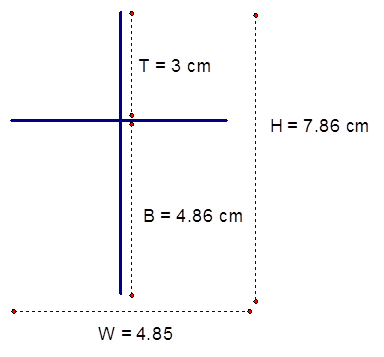 T = 3 cm
H = 7.86 cm
B = 4.86 cm
W = 4.85